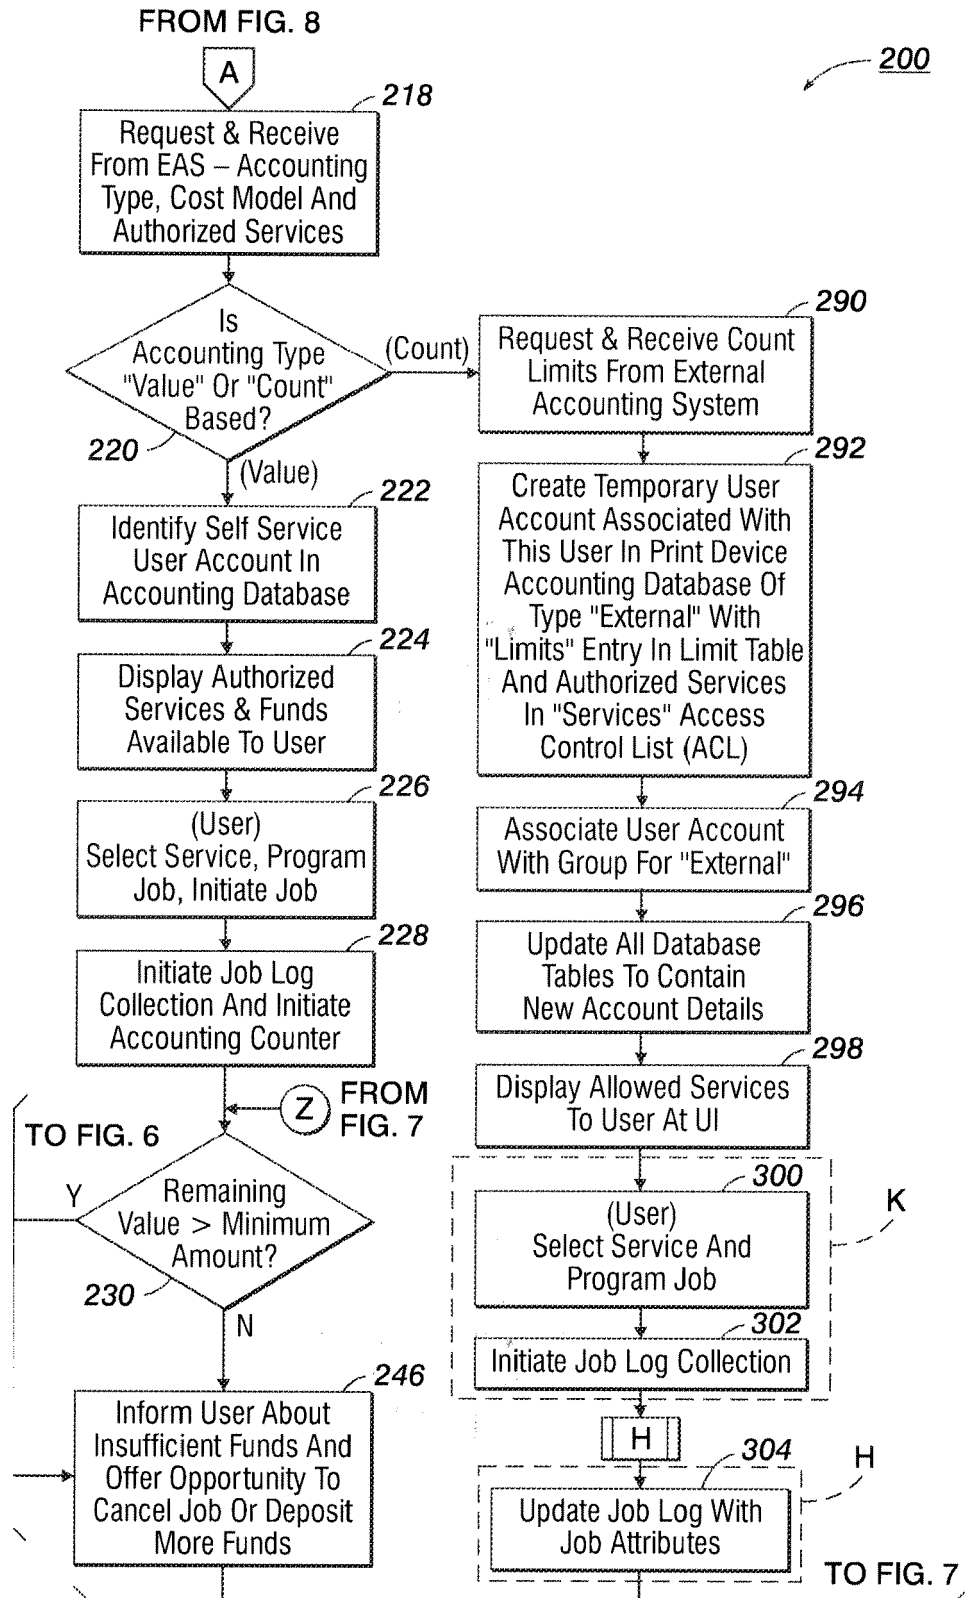 FROM FIG. 8
A
200
218
Request & Receive
From EAS – Accounting
Type, Cost Model And
Authorized Services
Is
Accounting Type
"Value" Or "Count"
Based?
220
(Count)
(Value)
222
Identify Self Service
User Account In
Accounting Database
224
Display Authorized
Services & Funds
Available To User
226
(User)
Select Service, Program
Job, Initiate Job
228
Initiate Job Log
Collection And Initiate
Accounting Counter
Z
FROM
FIG. 7
TO FIG. 6
Y
Remaining
Value > Minimum
Amount?
230
N
246
Inform User About
Insufficient Funds And
Offer Opportunity To
Cancel Job Or Deposit
More Funds
290
Request & Receive Count
Limits From External
Accounting System
292
Create Temporary User
Account Associated With
This User In Print Device
Accounting Database Of
Type "External" With
"Limits" Entry In Limit Table
And Authorized Services
In "Services" Access
Control List (ACL)
294
Associate User Account
With Group For "External"
296
Update All Database
Tables To Contain
New Account Details
298
Display Allowed Services
To User At UI
300
K
(User)
Select Service And
Program Job
302
Initiate Job Log Collection
H
304
H
Update Job Log With
Job Attributes
TO FIG. 7